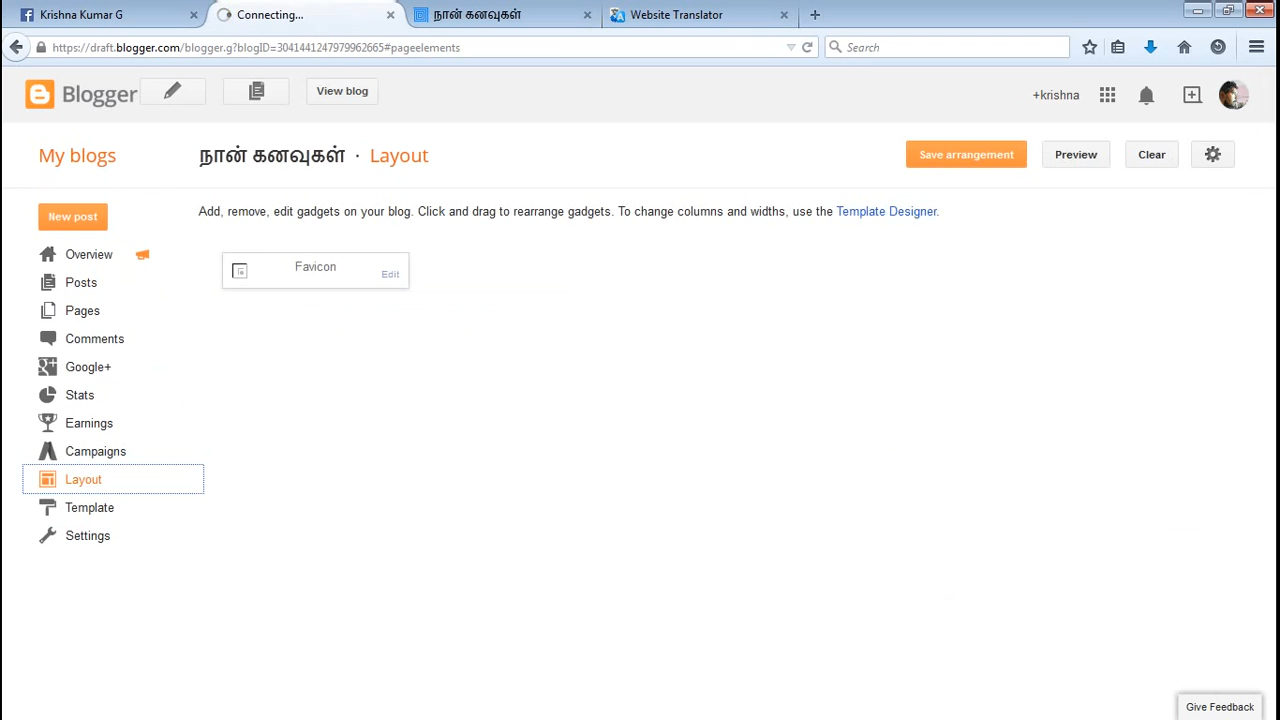 Krishna Kumar G
Connecting...
நான் கனவுகள்
Website Translator
https://draft.blogger.com/blogger.g?blogID=3041441247979962665#pageelements
Search
Blogger
View blog
+krishna
My blogs
நான் கனவுகள் · Layout
Save arrangement
Preview
Clear
New post
Add, remove, edit gadgets on your blog. Click and drag to rearrange gadgets. To change columns and widths, use the Template Designer.
Overview
Favicon
Edit
Posts
Pages
Comments
Google+
Stats
Earnings
Campaigns
Layout
Template
Settings
Give Feedback